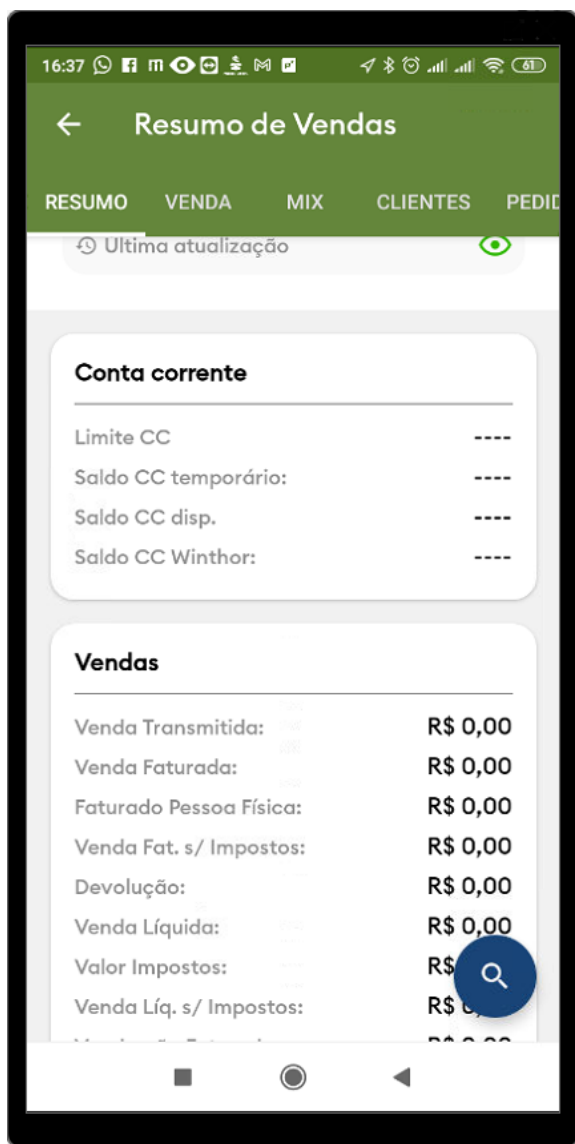 16:37
Resumo de Vendas
RESUMO VENDA MIX CLIENTES PEDID
Ultima atualização
Conta corrente
Limite CC ----
Saldo CC temporário: ----
Saldo CC disp. ----
Saldo CC Winthor: ----
Vendas
Venda Transmitida: R$ 0,00
Venda Faturada: R$ 0,00
Faturado Pessoa Física: R$ 0,00
Venda Fat. s/ Impostos: R$ 0,00
Devolução: R$ 0,00
Venda Líquida: R$ 0,00
Valor Impostos: R$
Venda Líq. s/ Impostos: R$